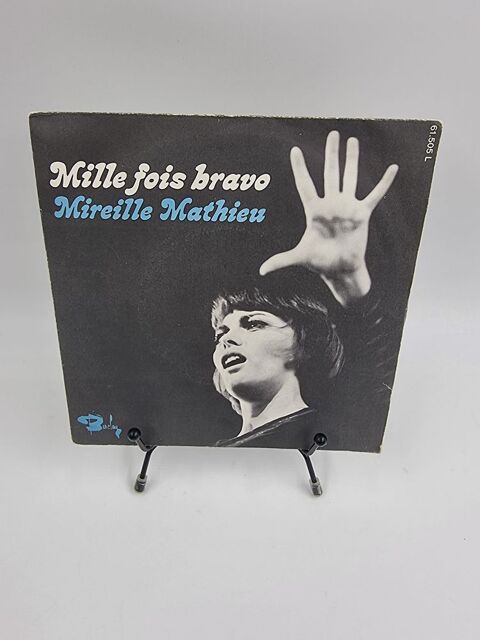 Mille fois bravo
Mireille Mathieu
61.505 L
Barclay